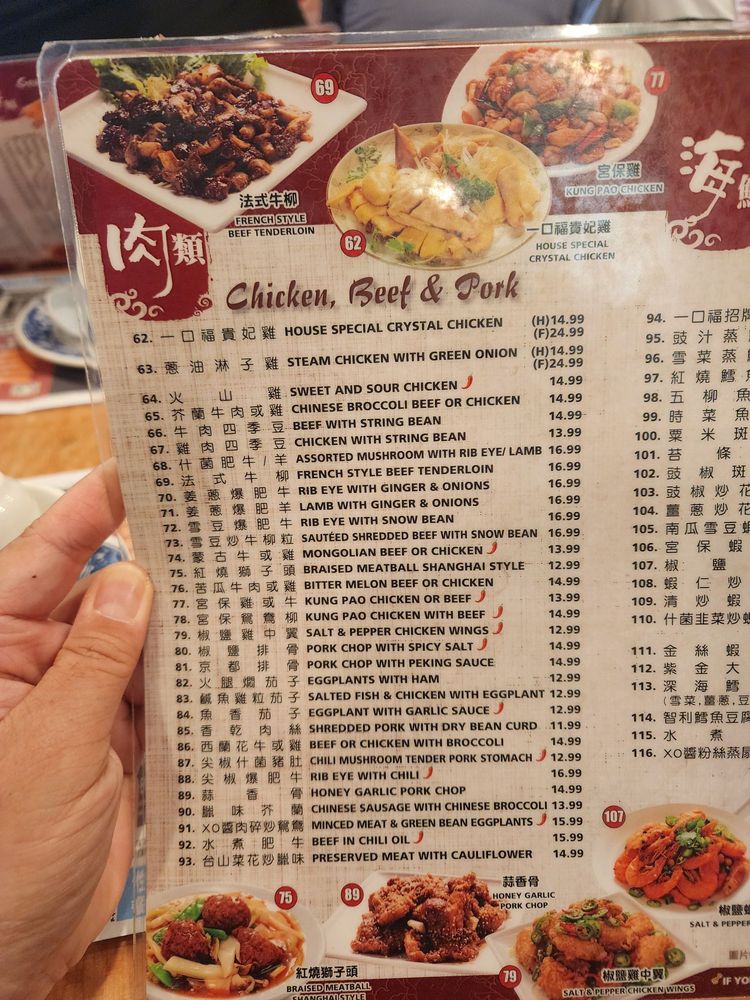 69
77
法式牛柳
FRENCH STYLE
BEEF TENDERLOIN
宮保雞
KUNG PAO CHICKEN
62
一口福貴妃雞
HOUSE SPECIAL
CRYSTAL CHICKEN
肉類
海鮮
Chicken, Beef & Pork
62. 一口福貴妃雞 HOUSE SPECIAL CRYSTAL CHICKEN (H)14.99
(F)24.99
63. 蔥油淋子雞 STEAM CHICKEN WITH GREEN ONION (H)14.99
(F)24.99
64. 火山雞 SWEET AND SOUR CHICKEN 14.99
65. 芥蘭牛肉或雞 CHINESE BROCCOLI BEEF OR CHICKEN 14.99
66. 牛肉四季豆 BEEF WITH STRING BEAN 14.99
67. 雞肉四季豆 CHICKEN WITH STRING BEAN 13.99
68. 什菌肥牛/羊 ASSORTED MUSHROOM WITH RIB EYE/ LAMB 16.99
69. 法式牛柳 FRENCH STYLE BEEF TENDERLOIN 16.99
70. 姜蔥爆肥牛 RIB EYE WITH GINGER & ONIONS 16.99
71. 姜蔥爆肥羊 LAMB WITH GINGER & ONIONS 16.99
72. 雪豆爆肥牛 RIB EYE WITH SNOW BEAN 16.99
73. 雪豆炒牛柳粒 SAUTÉED SHREDDED BEEF WITH SNOW BEAN 16.99
74. 蒙古牛或雞 MONGOLIAN BEEF OR CHICKEN 13.99
75. 紅燒獅子頭 BRAISED MEATBALL SHANGHAI STYLE 12.99
76. 苦瓜牛肉或雞 BITTER MELON BEEF OR CHICKEN 14.99
77. 宮保雞或牛 KUNG PAO CHICKEN OR BEEF 13.99
78. 宮保鴛鴦柳 KUNG PAO CHICKEN WITH BEEF 14.99
79. 椒鹽雞中翼 SALT & PEPPER CHICKEN WINGS 12.99
80. 椒鹽排骨 PORK CHOP WITH SPICY SALT 14.99
81. 京都排骨 PORK CHOP WITH PEKING SAUCE 14.99
82. 火腿燜茄子 EGGPLANTS WITH HAM 12.99
83. 鹹魚雞粒茄子 SALTED FISH & CHICKEN WITH EGGPLANT 12.99
84. 魚香茄子 EGGPLANT WITH GARLIC SAUCE 12.99
85. 香乾肉絲 SHREDDED PORK WITH DRY BEAN CURD 11.99
86. 西蘭花牛或雞 BEEF OR CHICKEN WITH BROCCOLI 14.99
87. 尖椒什菌豬肚 CHILI MUSHROOM TENDER PORK STOMACH 12.99
88. 尖椒爆肥牛 RIB EYE WITH CHILI 16.99
89. 蒜香骨 HONEY GARLIC PORK CHOP 14.99
90. 臘味芥蘭 CHINESE SAUSAGE WITH CHINESE BROCCOLI 13.99
91. XO醬肉碎炒鴛鴦 MINCED MEAT & GREEN BEAN EGGPLANTS 15.99
92. 水煮肥牛 BEEF IN CHILI OIL 15.99
93. 台山菜花炒臘味 PRESERVED MEAT WITH CAULIFLOWER 14.99
94. 一口福招牌
95. 豉汁蒸
96. 雪菜蒸
97. 紅燒鱈魚
98. 五柳魚
99. 時菜魚
100. 粟米斑
101. 苔條
102. 豉椒斑
103. 豉椒炒花
104. 薑蔥炒花
105. 南瓜雪豆蝦
106. 宮保蝦
107. 椒鹽
108. 蝦仁炒
109. 清炒蝦
110. 什菌韭菜炒蝦
111. 金絲蝦
112. 紫金大
113. 深海鱈
(雪菜,薑蔥,豆
114. 智利鱈魚豆腐
115. 水煮
116. XO醬粉絲蒸扇
75
紅燒獅子頭
BRAISED MEATBALL
SHANGHAI STYLE
89
蒜香骨
HONEY GARLIC
PORK CHOP
79
椒鹽雞中翼
SALT & PEPPER CHICKEN WINGS
107
椒鹽蝦
SALT & PEPPER
圖片
IF YO